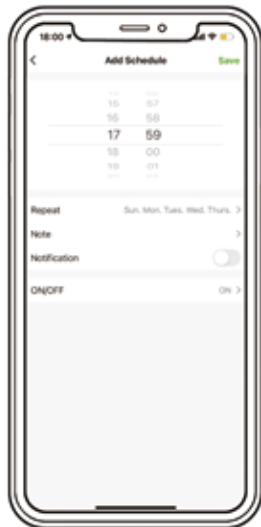 18:00
Add Schedule Save
15 57
16 58
17 59
18 00
19 01
Repeat Sun. Mon. Tues. Wed. Thurs.
Note
Notification
ON/OFF ON